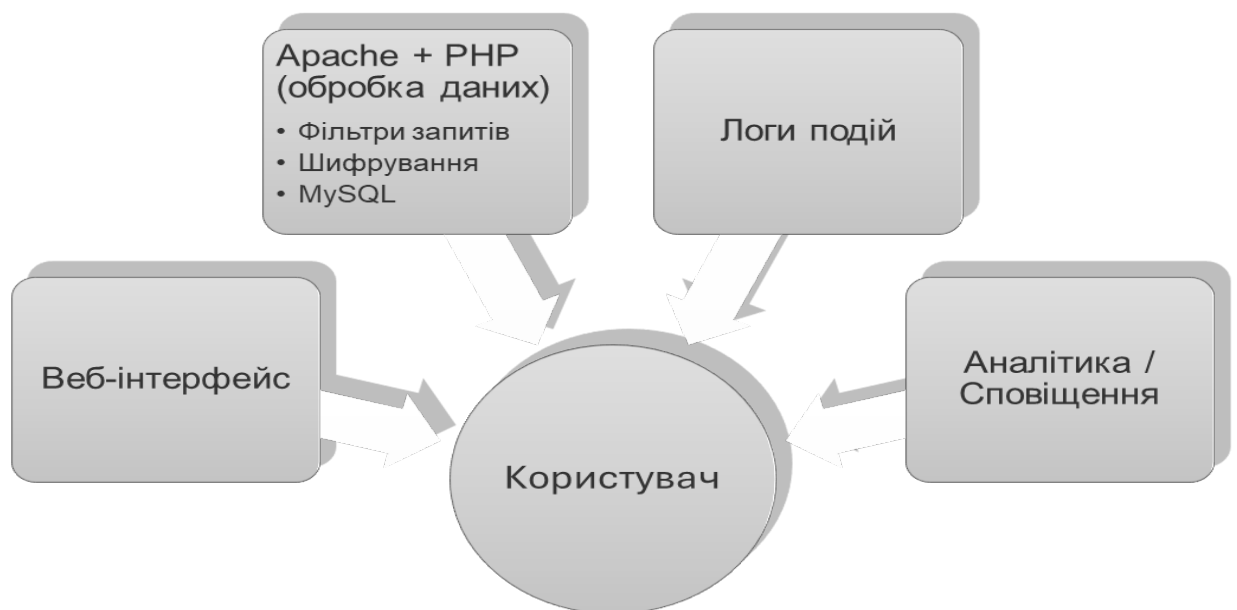 Apache + PHP
(обробка даних)
• Фільтри запитів
• Шифрування
• MySQL
Логи подій
Веб-інтерфейс
Аналітика /
Сповіщення
Користувач